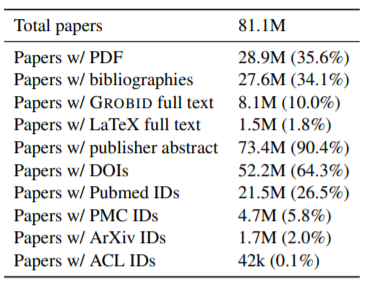 Total papers 81.1M
Papers w/ PDF 28.9M (35.6%)
Papers w/ bibliographies 27.6M (34.1%)
Papers w/ GROBID full text 8.1M (10.0%)
Papers w/ LaTeX full text 1.5M (1.8%)
Papers w/ publisher abstract 73.4M (90.4%)
Papers w/ DOIs 52.2M (64.3%)
Papers w/ Pubmed IDs 21.5M (26.5%)
Papers w/ PMC IDs 4.7M (5.8%)
Papers w/ ArXiv IDs 1.7M (2.0%)
Papers w/ ACL IDs 42k (0.1%)